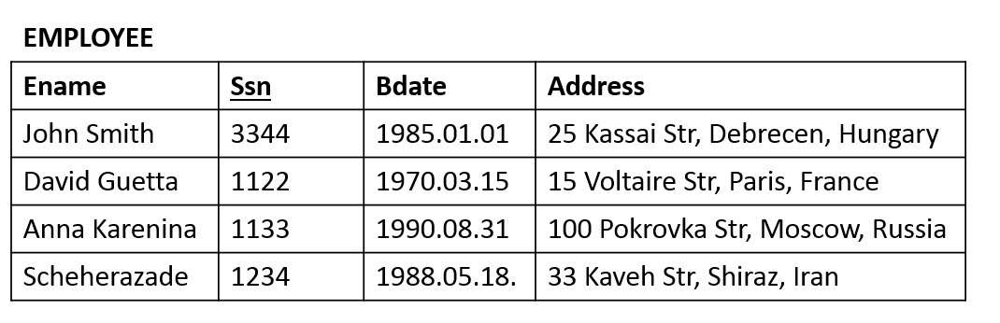 EMPLOYEE
Ename Ssn Bdate Address
John Smith 3344 1985.01.01 25 Kassai Str, Debrecen, Hungary
David Guetta 1122 1970.03.15 15 Voltaire Str, Paris, France
Anna Karenina 1133 1990.08.31 100 Pokrovka Str, Moscow, Russia
Scheherazade 1234 1988.05.18. 33 Kaveh Str, Shiraz, Iran